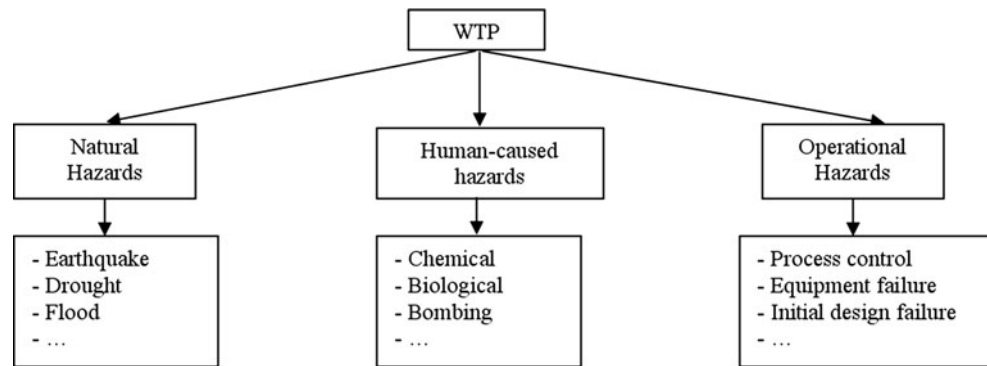 WTP
Natural
Hazards
Human-caused
hazards
Operational
Hazards
- Earthquake
- Drought
- Flood
- …
- Chemical
- Biological
- Bombing
- …
- Process control
- Equipment failure
- Initial design failure
- …